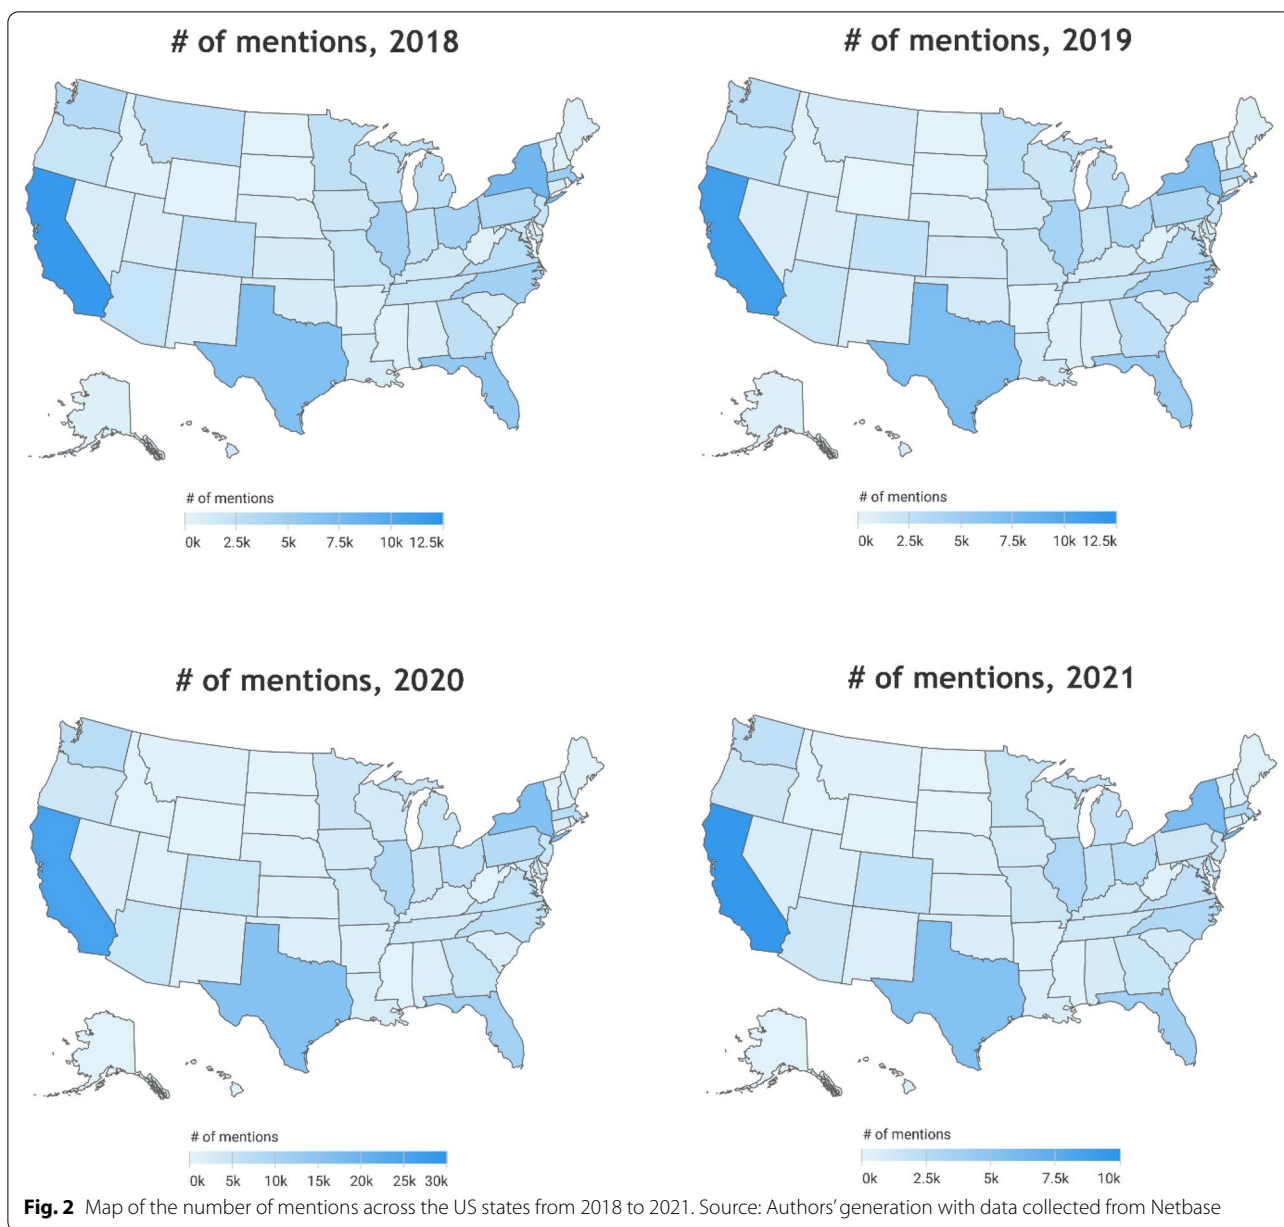 # of mentions, 2018
# of mentions, 2019
# of mentions
0k 2.5k 5k 7.5k 10k 12.5k
# of mentions
0k 2.5k 5k 7.5k 10k 12.5k
# of mentions, 2020
# of mentions, 2021
# of mentions
0k 5k 10k 15k 20k 25k 30k
# of mentions
0k 2.5k 5k 7.5k 10k
Fig. 2 Map of the number of mentions across the US states from 2018 to 2021. Source: Authors’ generation with data collected from Netbase